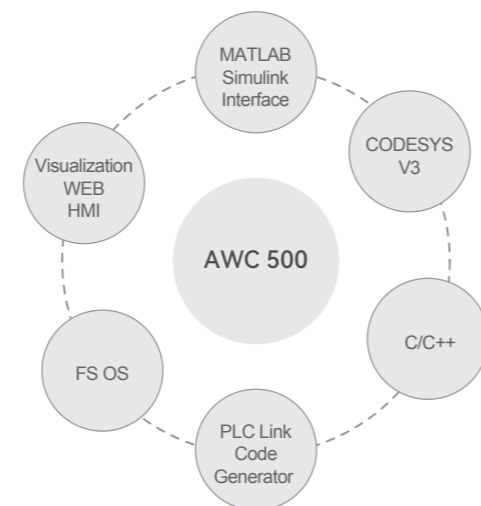 MATLAB
Simulink
Interface
CODESYS
V3
Visualization
WEB
HMI
AWC 500
C/C++
FS OS
PLC Link
Code
Generator